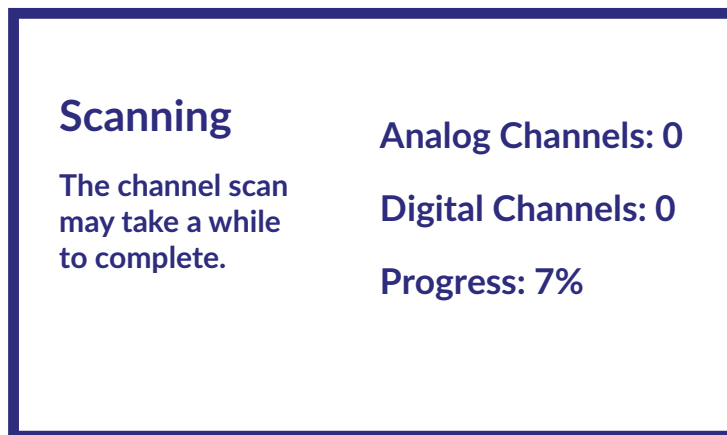 Scanning
The channel scan
may take a while
to complete.
Analog Channels: 0
Digital Channels: 0
Progress: 7%